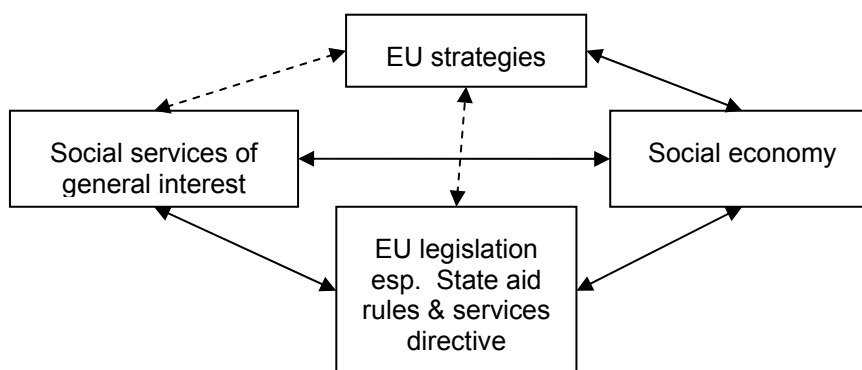 EU strategies
Social services of
general interest
Social economy
EU legislation
esp. State aid
rules & services
directive